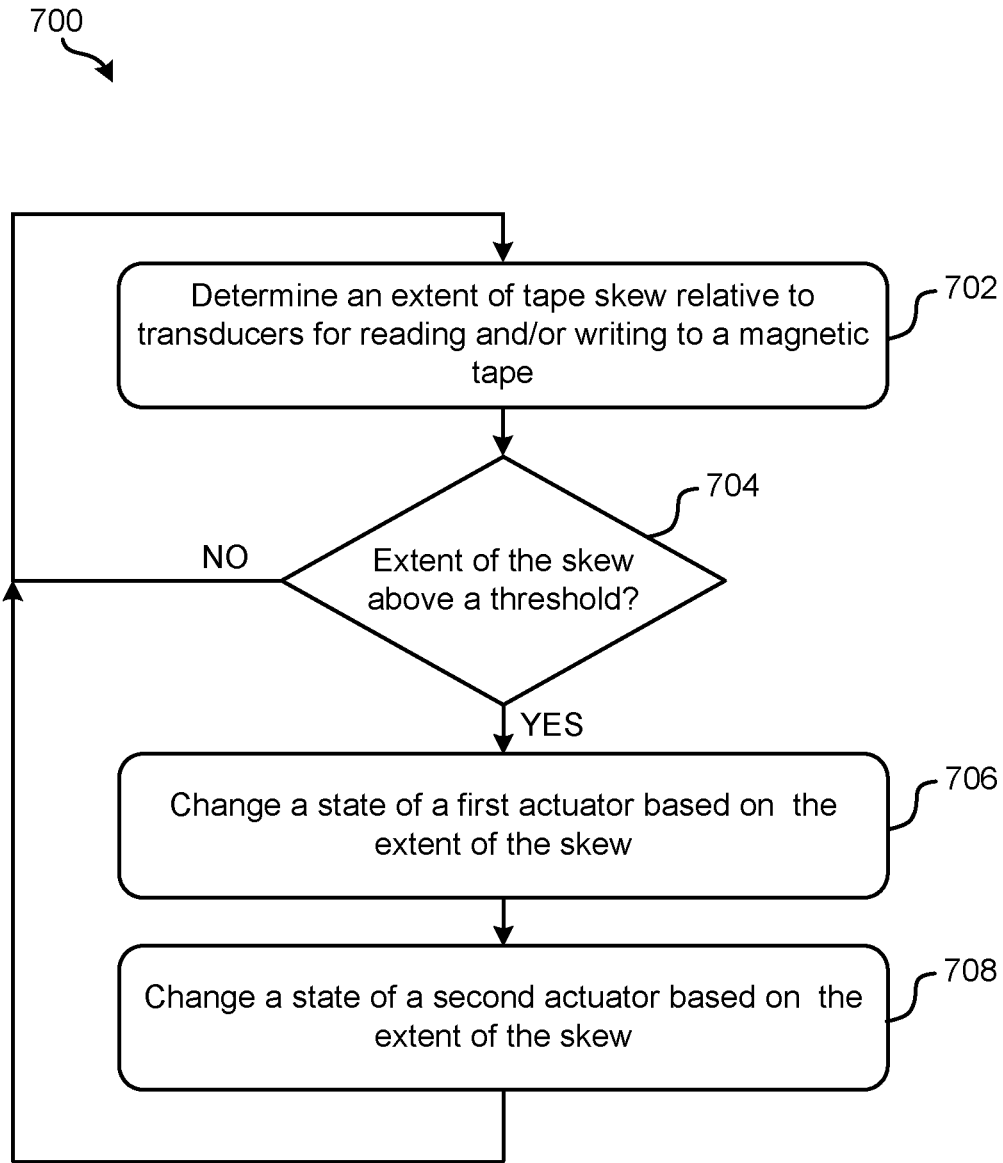 700
Determine an extent of tape skew relative to
702
transducers for reading and/or writing to a magnetic
tape
704
NO
Extent of the skew
above a threshold?
YES
706
Change a state of a first actuator based on  the
extent of the skew
708
Change a state of a second actuator based on  the
extent of the skew